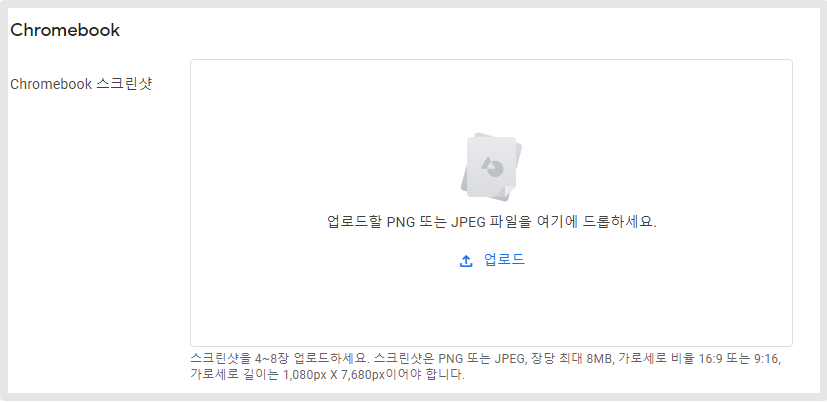 Chromebook
Chromebook 스크린샷
업로드할 PNG 또는 JPEG 파일을 여기에 드롭하세요.
업로드
스크린샷을 4~8장 업로드하세요. 스크린샷은 PNG 또는 JPEG, 장당 최대 8MB, 가로세로 비율 16:9 또는 9:16,
가로세로 길이는 1,080px X 7,680px이어야 합니다.